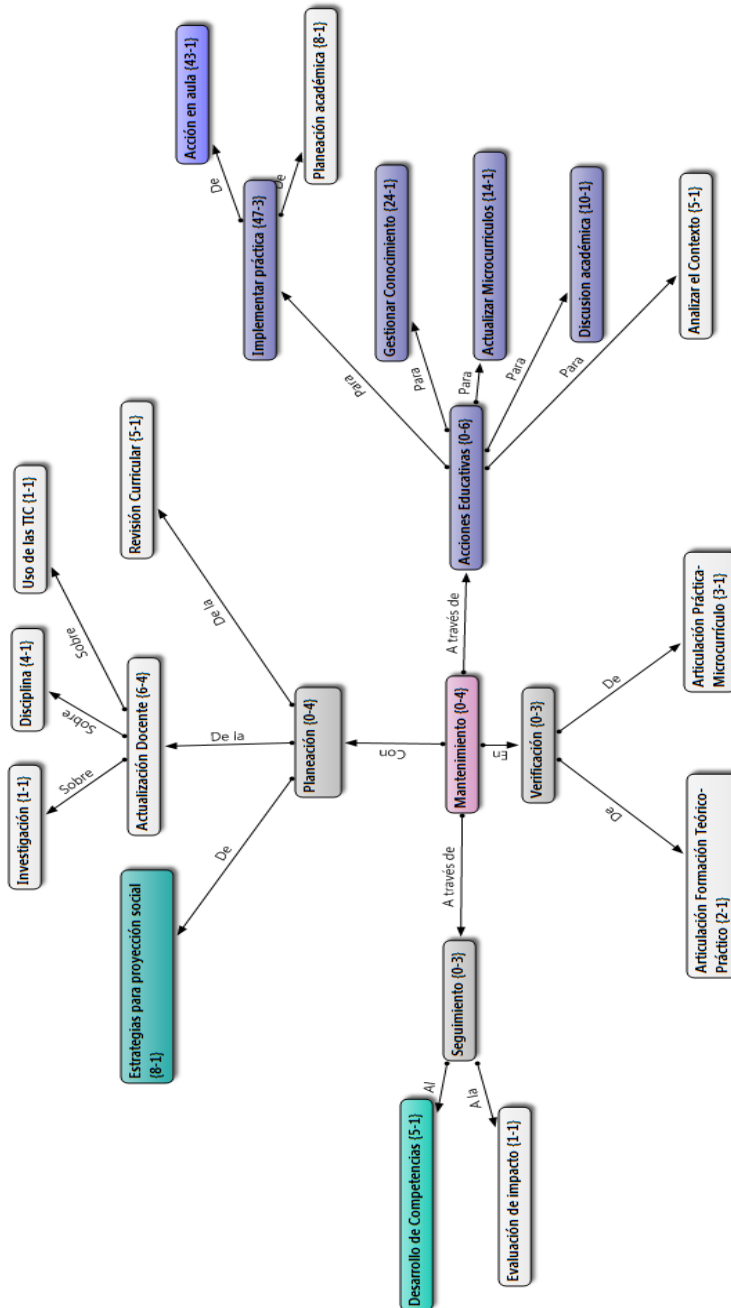 Investigación {1-1}
Disciplina {4-1}
Uso de las TIC {1-1}
Sobre
Sobre
Sobre
Actualización Docente {6-4}
Estrategias para proyección social
{8-1}
Revisión Curricular {5-1}
De
De la
De la
Planeación {0-4}
Con
Desarrollo de Competencias {5-1}
Evaluación de impacto {1-1}
Al
A la
Seguimiento {0-3}
A través de
Mantenimiento {0-4}
A través de
Acciones Educativas {0-6}
En
Verificación {0-3}
De
De
Articulación Formación Teórico-
Práctico {2-1}
Articulación Práctica-
Microcurrículo {3-1}
Para
Para
Para
Para
Para
Implementar práctica {47-3}
De
De
Acción en aula {43-1}
Planeación académica {8-1}
Gestionar Conocimiento {24-1}
Actualizar Microcurriculos {14-1}
Discusion académica {10-1}
Analizar el Contexto {5-1}